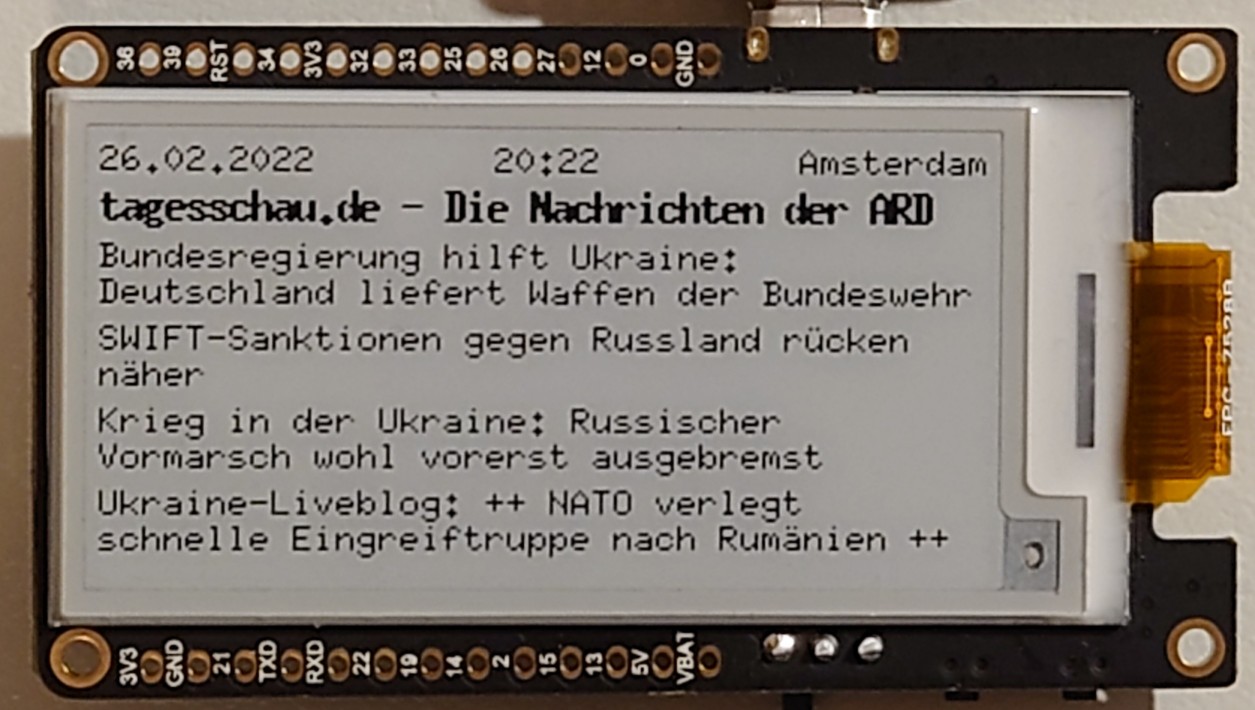 36 39 RST 34 3V3 32 33 25 26 27 12 0 GND
26.02.2022 20:22 Amsterdam
tagesschau.de - Die Nachrichten der ARD
Bundesregierung hilft Ukraine:
Deutschland liefert Waffen der Bundeswehr
SWIFT-Sanktionen gegen Russland rücken
näher
Krieg in der Ukraine: Russischer
Vormarsch wohl vorerst ausgebremst
Ukraine-Liveblog: ++ NATO verlegt
schnelle Eingreiftruppe nach Rumänien ++
3V3 GND 21 TXD RXD 22 19 14 2 15 13 5V VBAT